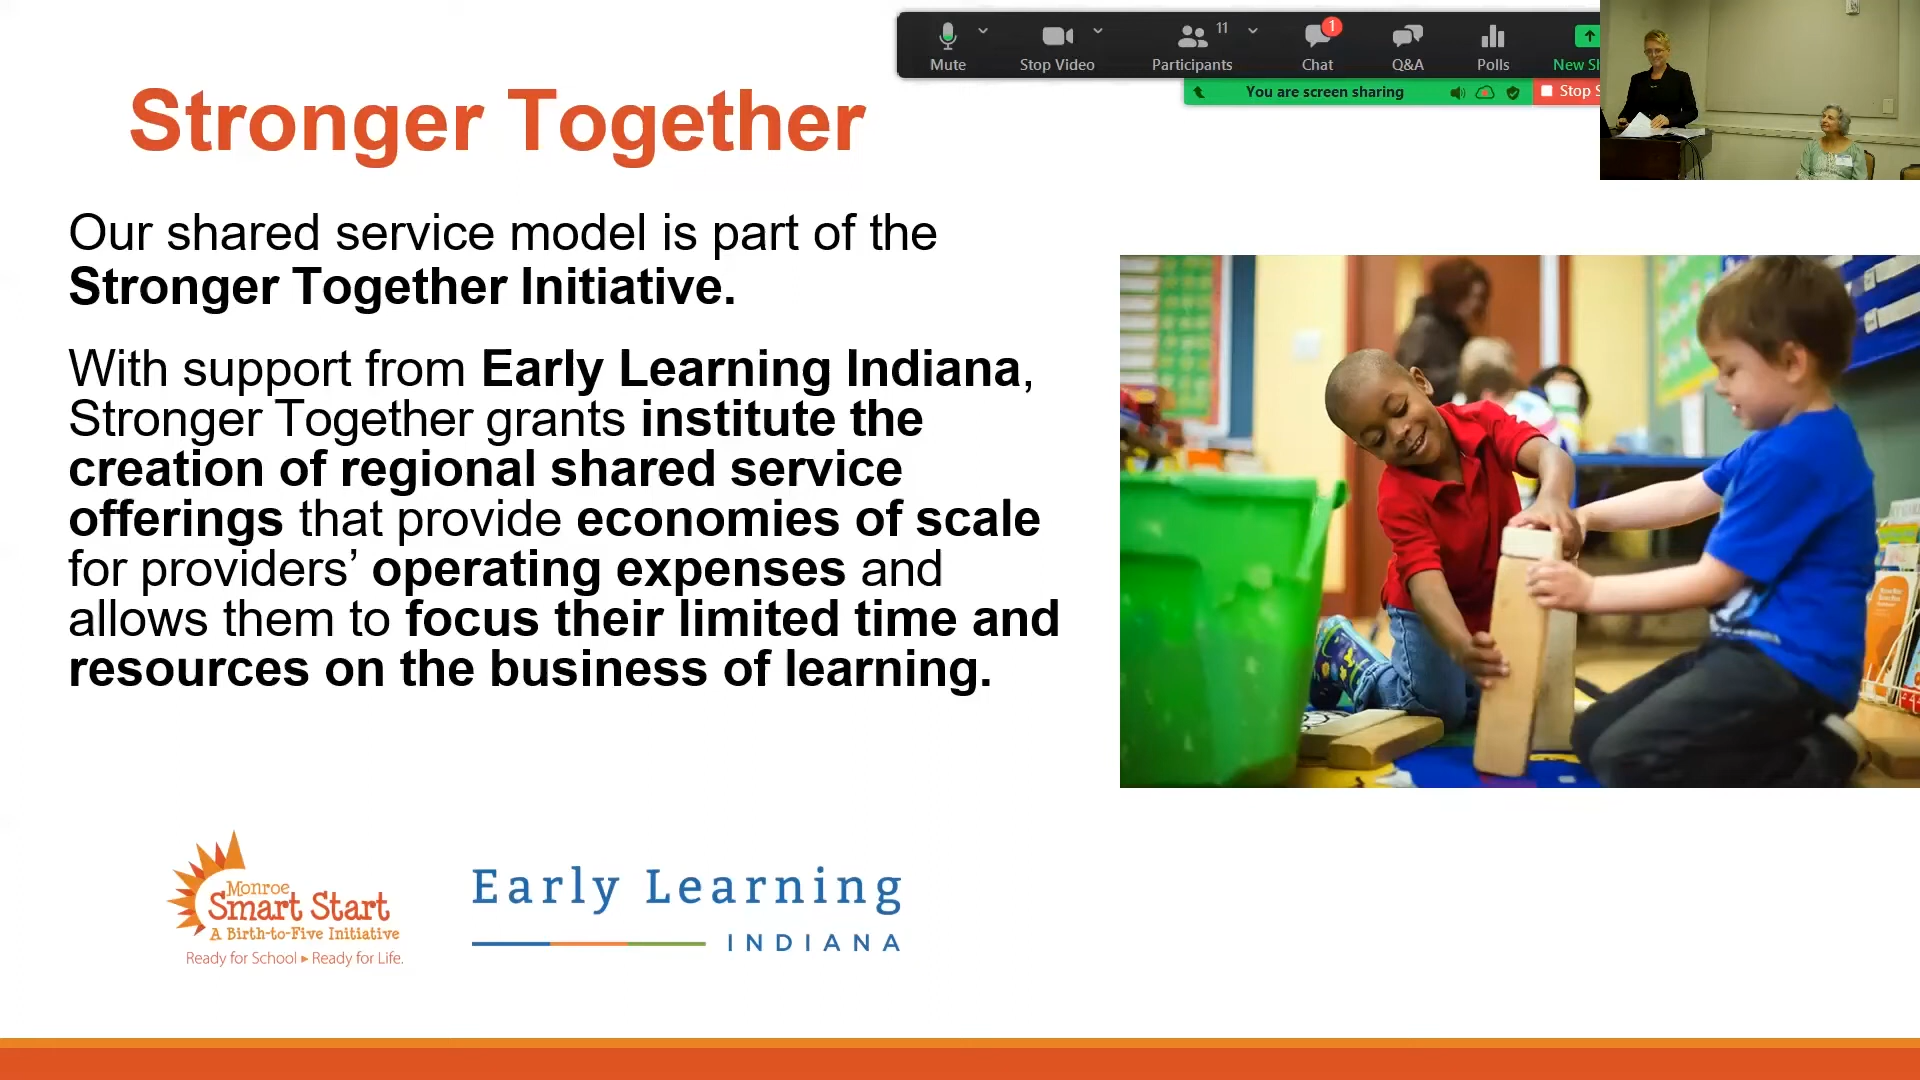 11
1
Mute
Stop Video
Participants
Chat
Q&A
Polls
New Sh
You are screen sharing
Stop S
Stronger Together
Our shared service model is part of the
Stronger Together Initiative.
With support from Early Learning Indiana,
Stronger Together grants institute the
creation of regional shared service
offerings that provide economies of scale
for providers’ operating expenses and
allows them to focus their limited time and
resources on the business of learning.
Monroe
Smart Start
A Birth-to-Five Initiative
Ready for School ▸ Ready for Life.
Early Learning
INDIANA